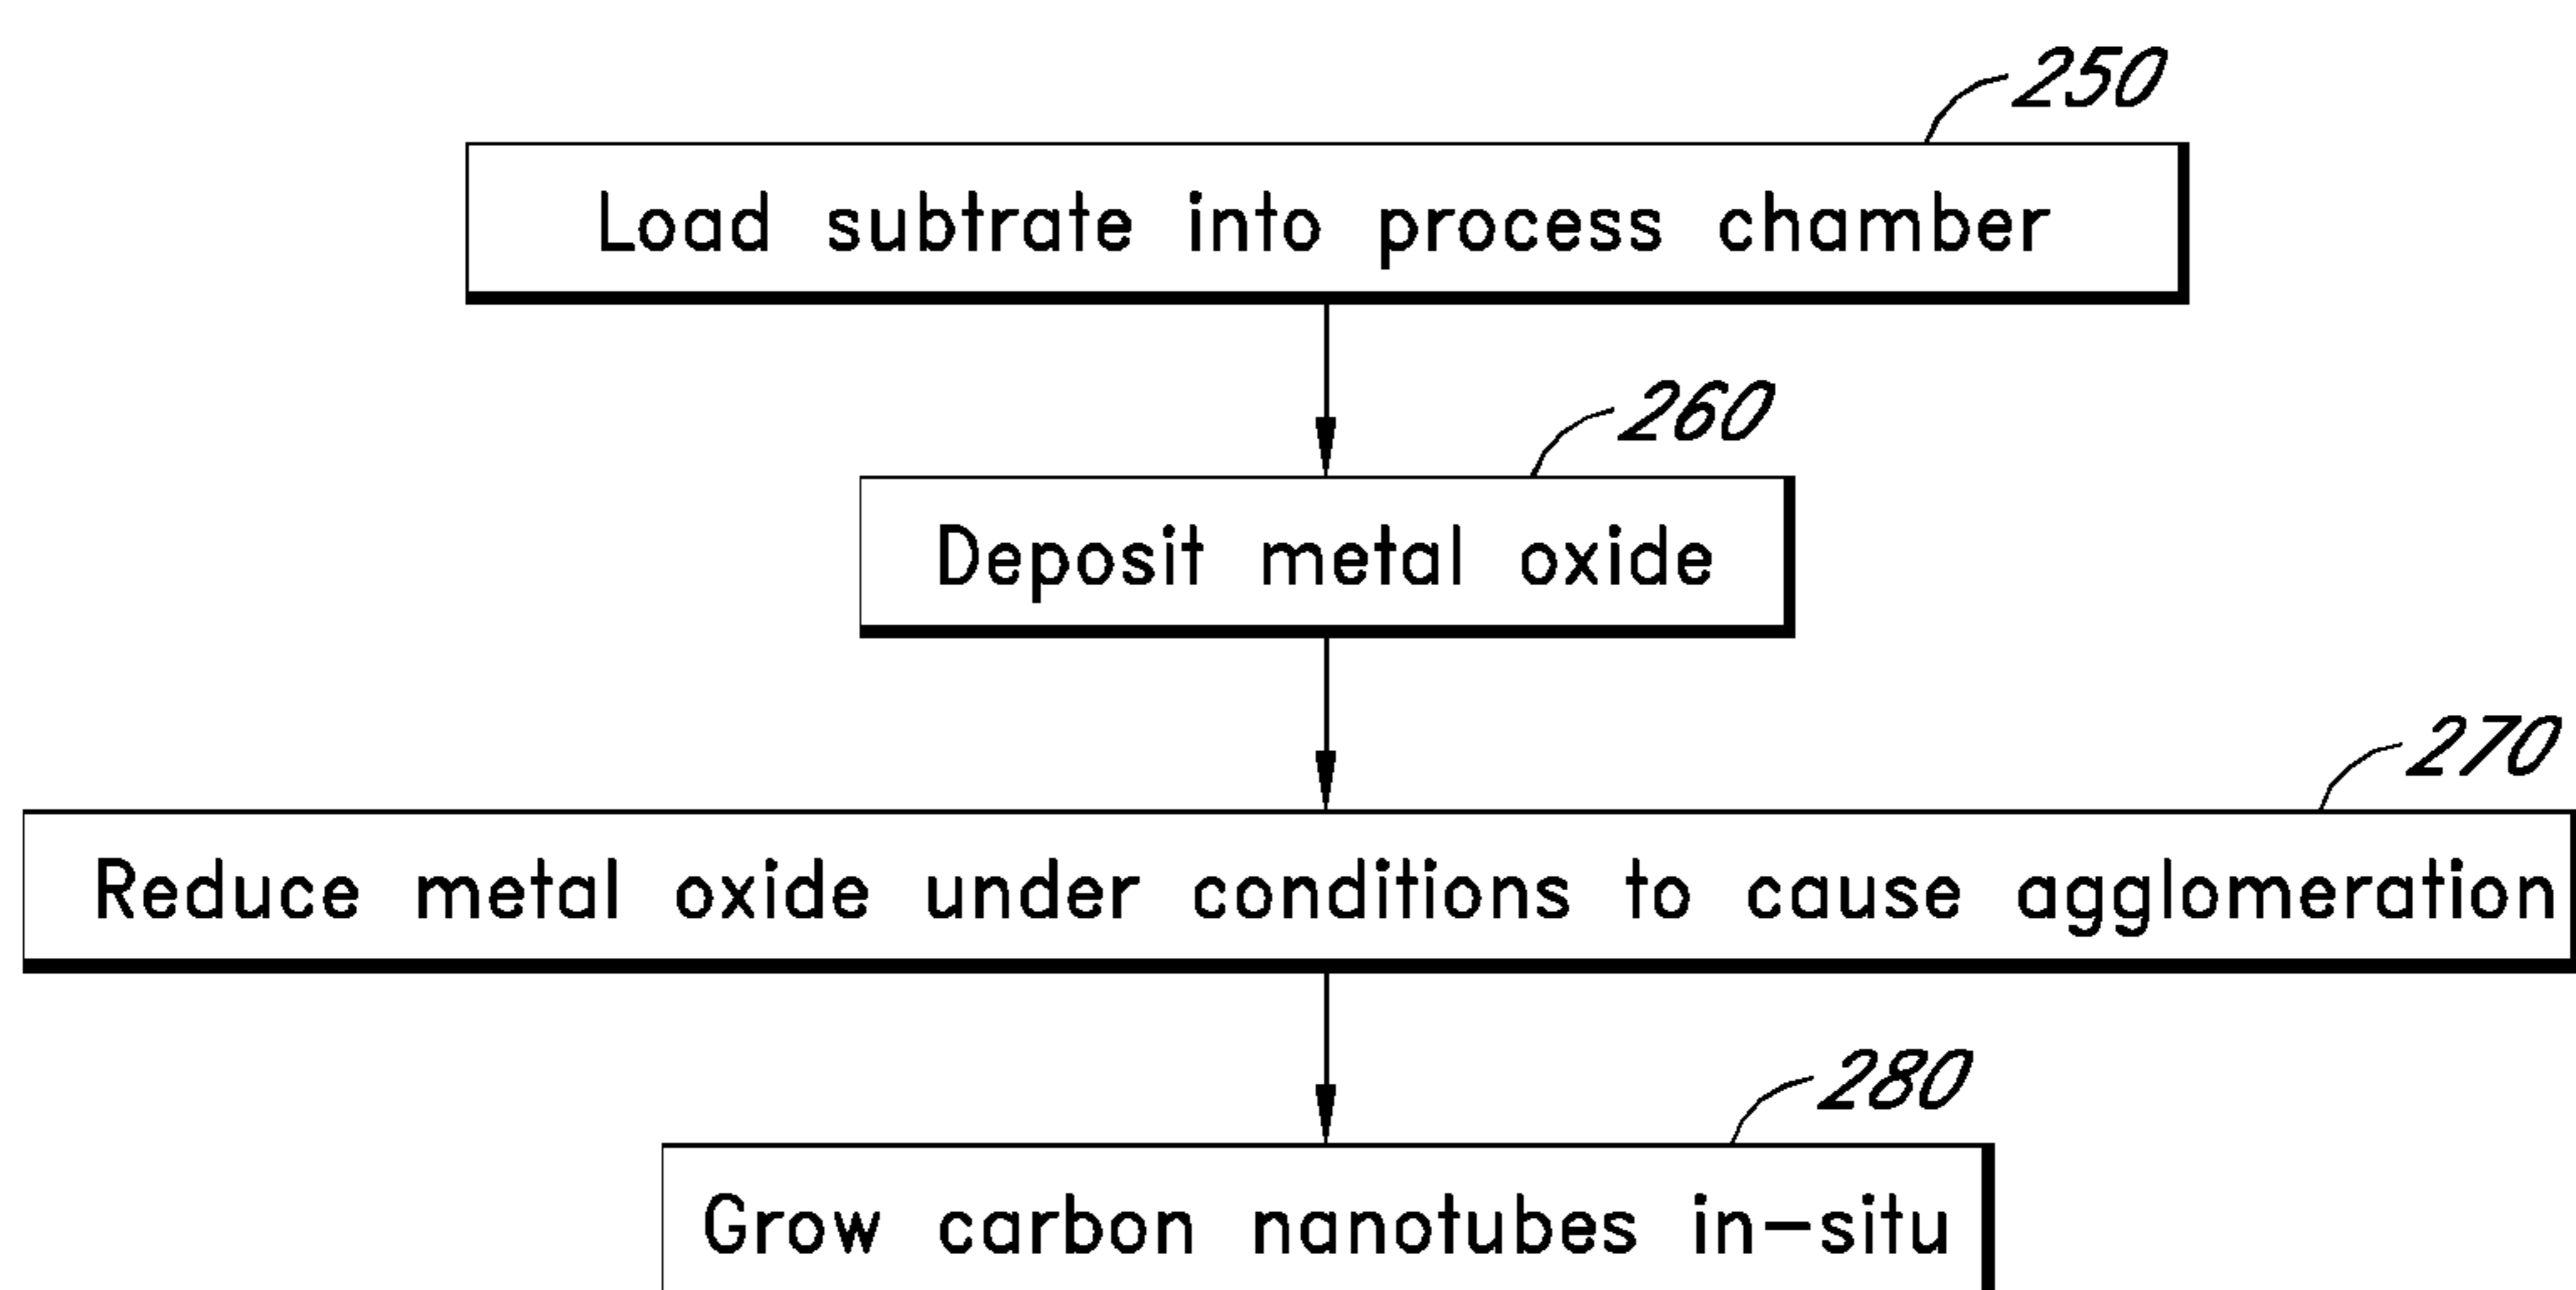 250
Load subtrate into process chamber
260
Deposit metal oxide
270
Reduce metal oxide under conditions to cause agglomeration
280
Grow carbon nanotubes in-situ